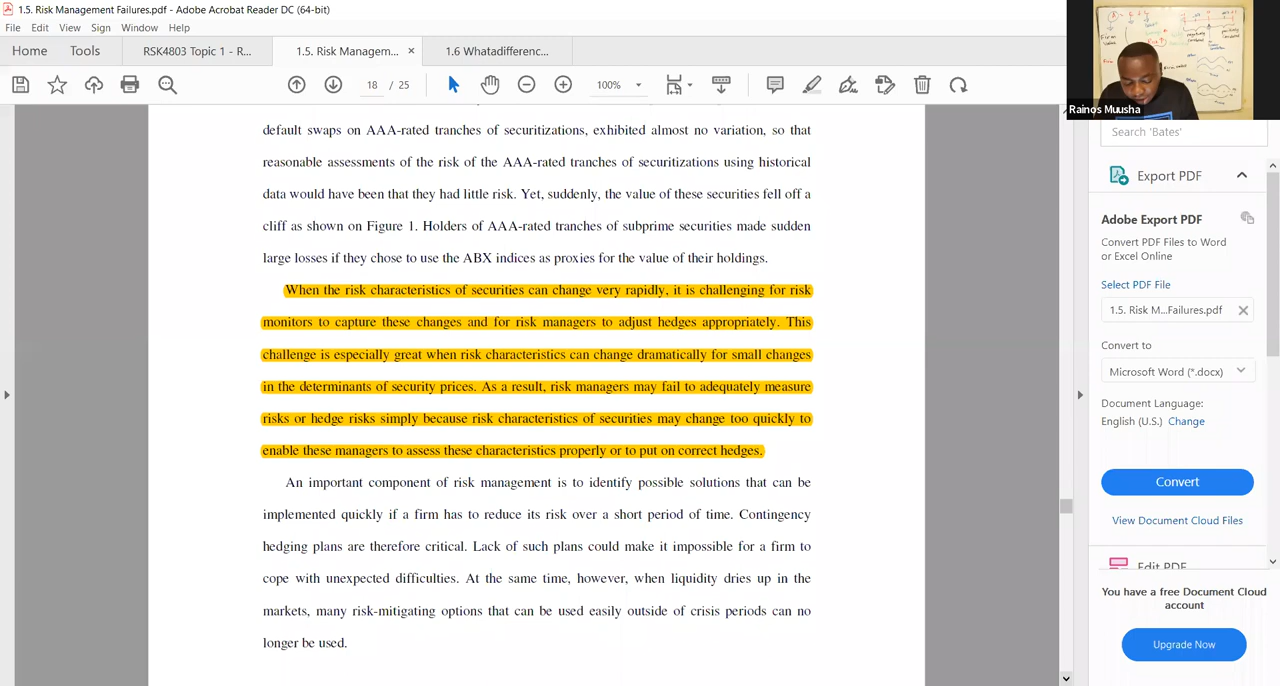 1.5. Risk Management Failures.pdf - Adobe Acrobat Reader DC (64-bit)
File Edit View Sign Window Help
Home Tools RSK4803 Topic 1 - R... 1.5. Risk Managem... × 1.6 Whatadifferenc...
18 / 25 100%
Rainos Muusha
default swaps on AAA-rated tranches of securitizations, exhibited almost no variation, so that
reasonable assessments of the risk of the AAA-rated tranches of securitizations using historical
data would have been that they had little risk. Yet, suddenly, the value of these securities fell off a
cliff as shown on Figure 1. Holders of AAA-rated tranches of subprime securities made sudden
large losses if they chose to use the ABX indices as proxies for the value of their holdings.
When the risk characteristics of securities can change very rapidly, it is challenging for risk
monitors to capture these changes and for risk managers to adjust hedges appropriately. This
challenge is especially great when risk characteristics can change dramatically for small changes
in the determinants of security prices. As a result, risk managers may fail to adequately measure
risks or hedge risks simply because risk characteristics of securities may change too quickly to
enable these managers to assess these characteristics properly or to put on correct hedges.
An important component of risk management is to identify possible solutions that can be
implemented quickly if a firm has to reduce its risk over a short period of time. Contingency
hedging plans are therefore critical. Lack of such plans could make it impossible for a firm to
cope with unexpected difficulties. At the same time, however, when liquidity dries up in the
markets, many risk-mitigating options that can be used easily outside of crisis periods can no
longer be used.
Search 'Bates'
Export PDF
Adobe Export PDF
Convert PDF Files to Word
or Excel Online
Select PDF File
1.5. Risk M...Failures.pdf
Convert to
Microsoft Word (*.docx)
Document Language:
English (U.S.) Change
Convert
View Document Cloud Files
Edit PDF
You have a free Document Cloud
account
Upgrade Now